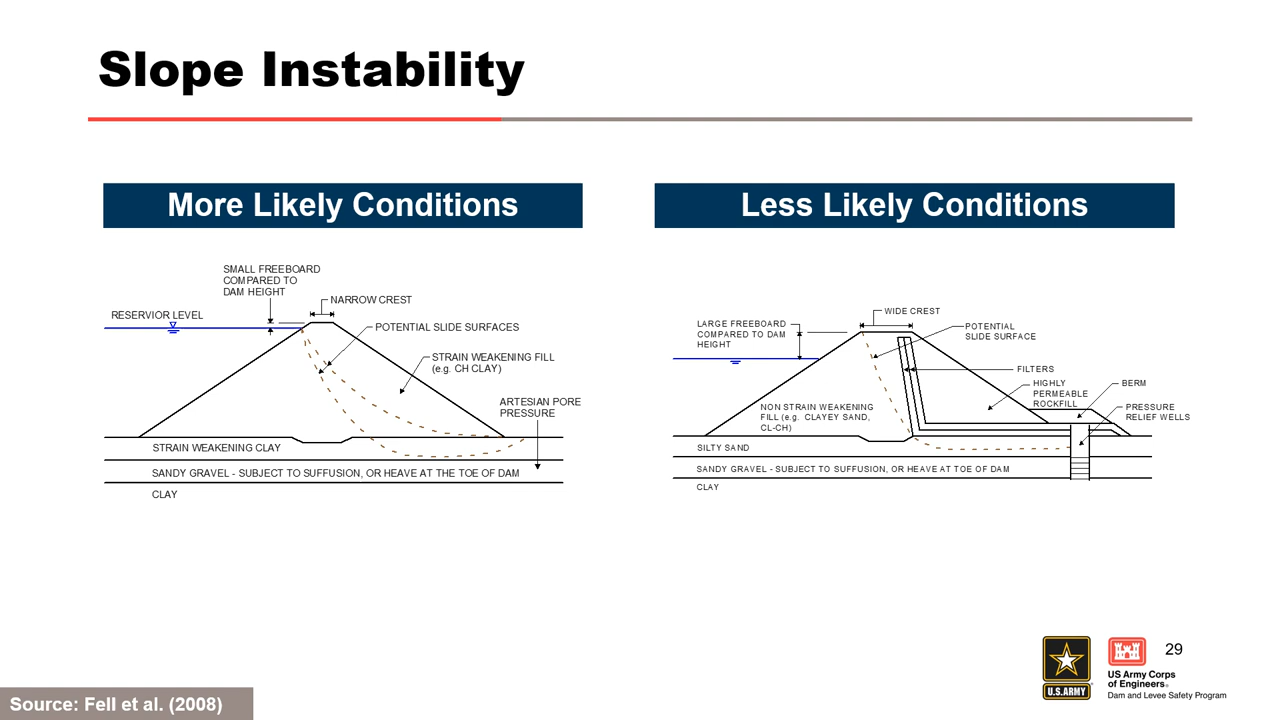 Slope Instability
More Likely Conditions
Less Likely Conditions
SMALL FREEBOARD
COMPARED TO
DAM HEIGHT
NARROW CREST
RESERVIOR LEVEL
POTENTIAL SLIDE SURFACES
STRAIN WEAKENING FILL
(e.g. CH CLAY)
ARTESIAN PORE
PRESSURE
STRAIN WEAKENING CLAY
SANDY GRAVEL - SUBJECT TO SUFFUSION, OR HEAVE AT THE TOE OF DAM
CLAY
WIDE CREST
LARGE FREEBOARD
COMPARED TO DAM
HEIGHT
POTENTIAL
SLIDE SURFACE
FILTERS
HIGHLY
PERMEABLE
ROCKFILL
BERM
PRESSURE
RELIEF WELLS
NON STRAIN WEAKENING
FILL (e.g. CLAYEY SAND,
CL-CH)
SILTY SAND
SANDY GRAVEL - SUBJECT TO SUFFUSION, OR HEAVE AT TOE OF DAM
CLAY
29
U.S.ARMY
US Army Corps
of Engineers®
Dam and Levee Safety Program
Source: Fell et al. (2008)